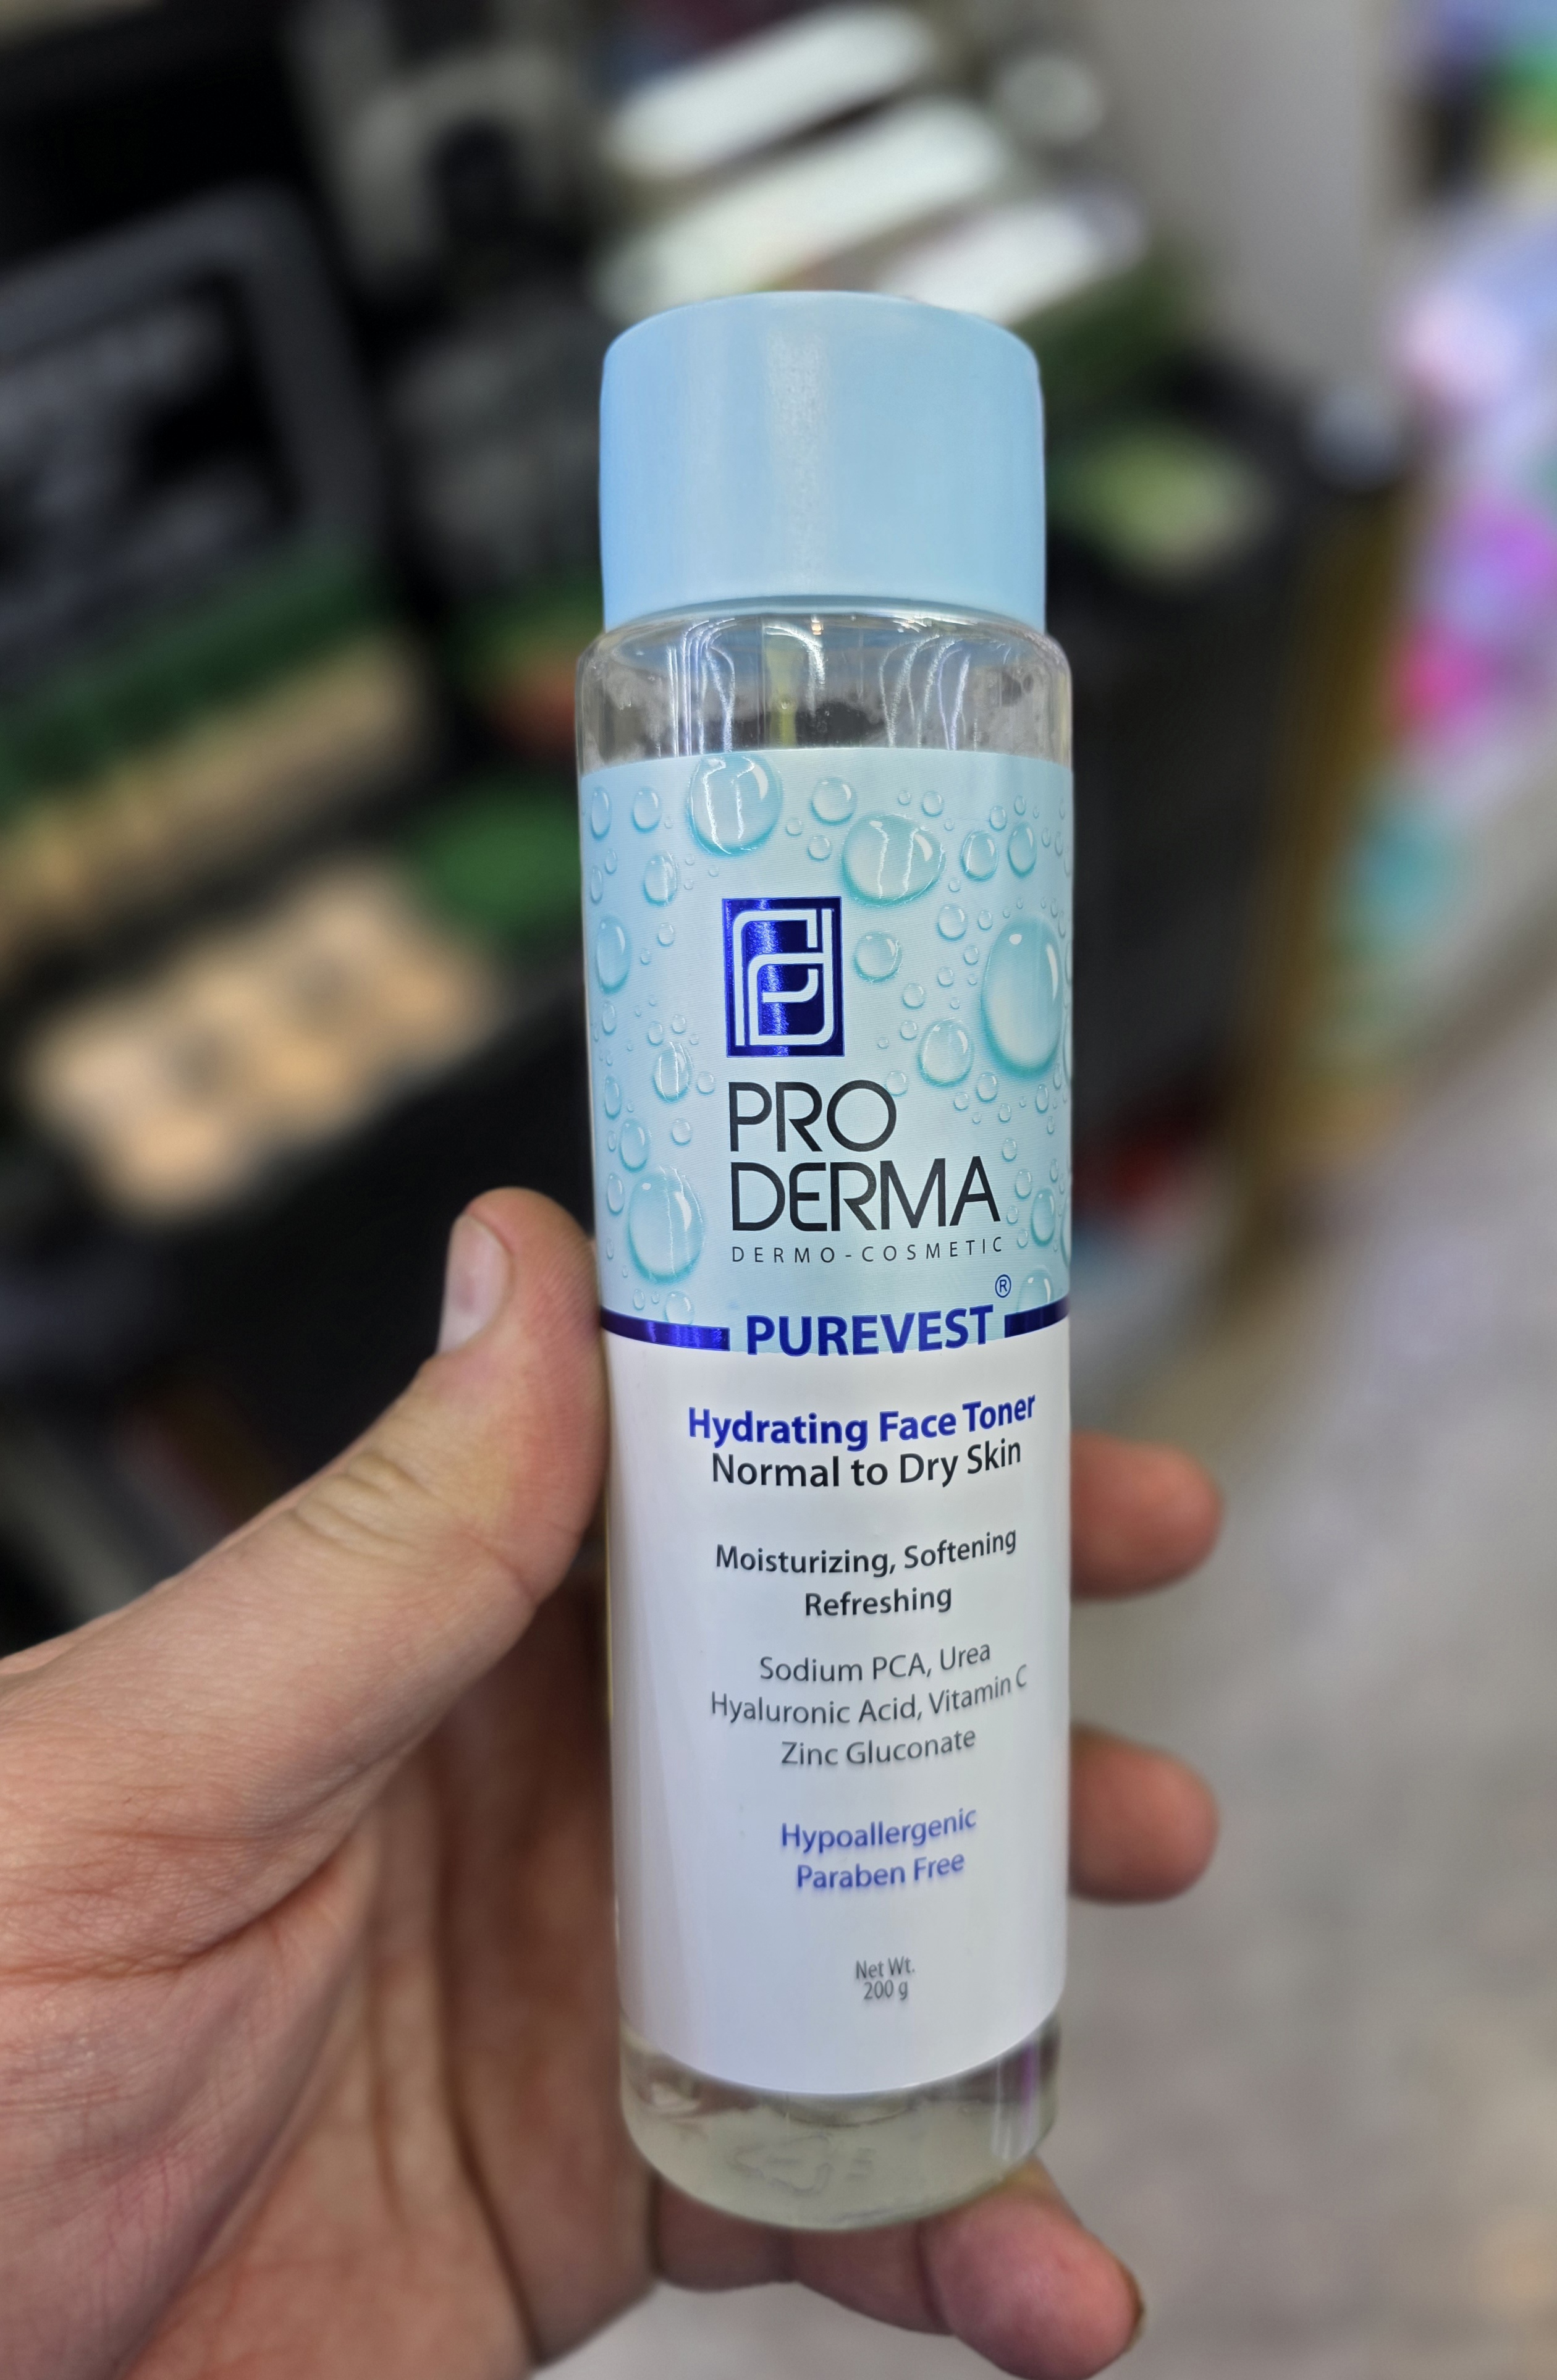 PRO
DERMA
DERMO-COSMETIC
PUREVEST®
Hydrating Face Toner
Normal to Dry Skin
Moisturizing, Softening
Refreshing
Sodium PCA, Urea
Hyaluronic Acid, Vitamin C
Zinc Gluconate
Hypoallergenic
Paraben Free
Net Wt.
200 g